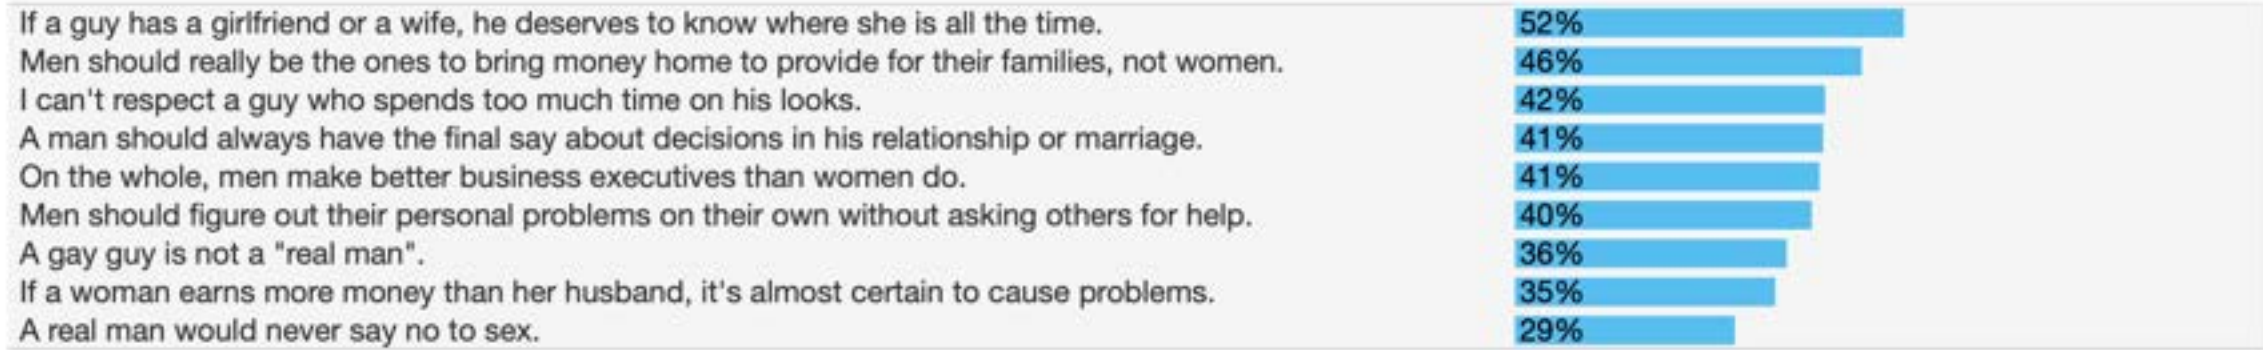 If a guy has a girlfriend or a wife, he deserves to know where she is all the time. 52%
Men should really be the ones to bring money home to provide for their families, not women. 46%
I can't respect a guy who spends too much time on his looks. 42%
A man should always have the final say about decisions in his relationship or marriage. 41%
On the whole, men make better business executives than women do. 41%
Men should figure out their personal problems on their own without asking others for help. 40%
A gay guy is not a "real man". 36%
If a woman earns more money than her husband, it's almost certain to cause problems. 35%
A real man would never say no to sex. 29%